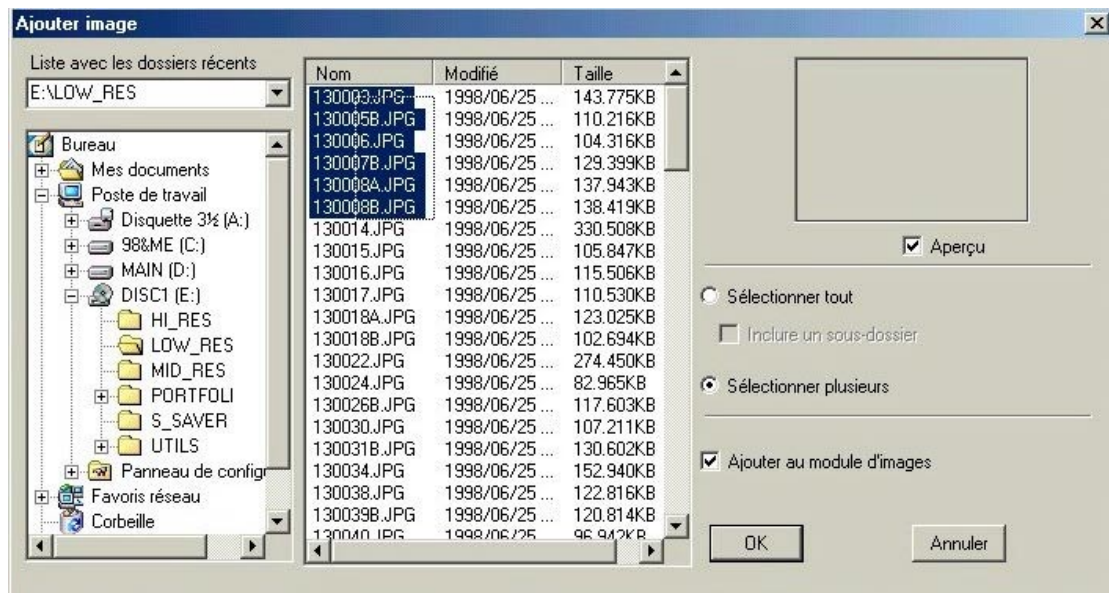 Ajouter image
Liste avec les dossiers récents
E:\LOW_RES
Bureau
Mes documents
Poste de travail
Disquette 3½ (A:)
98&ME (C:)
MAIN (D:)
DISC1 (E:)
HI_RES
LOW_RES
MID_RES
PORTFOLI
S_SAVER
UTILS
Panneau de config
Favoris réseau
Corbeille
Nom Modifié Taille
130003.JPG 1998/06/25 ... 143.775KB
130005B.JPG 1998/06/25 ... 110.216KB
130006.JPG 1998/06/25 ... 104.316KB
130007B.JPG 1998/06/25 ... 129.399KB
130008A.JPG 1998/06/25 ... 137.943KB
130008B.JPG 1998/06/25 ... 138.419KB
130014.JPG 1998/06/25 ... 330.508KB
130015.JPG 1998/06/25 ... 105.847KB
130016.JPG 1998/06/25 ... 115.506KB
130017.JPG 1998/06/25 ... 110.530KB
130018A.JPG 1998/06/25 ... 123.025KB
130018B.JPG 1998/06/25 ... 102.694KB
130022.JPG 1998/06/25 ... 274.450KB
130024.JPG 1998/06/25 ... 82.965KB
130026B.JPG 1998/06/25 ... 117.603KB
130030.JPG 1998/06/25 ... 107.211KB
130031B.JPG 1998/06/25 ... 130.602KB
130034.JPG 1998/06/25 ... 152.940KB
130038.JPG 1998/06/25 ... 122.816KB
130039B.JPG 1998/06/25 ... 120.814KB
130040.JPG 1998/06/25 96.942KB
Aperçu
Sélectionner tout
Inclure un sous-dossier
Sélectionner plusieurs
Ajouter au module d'images
OK Annuler